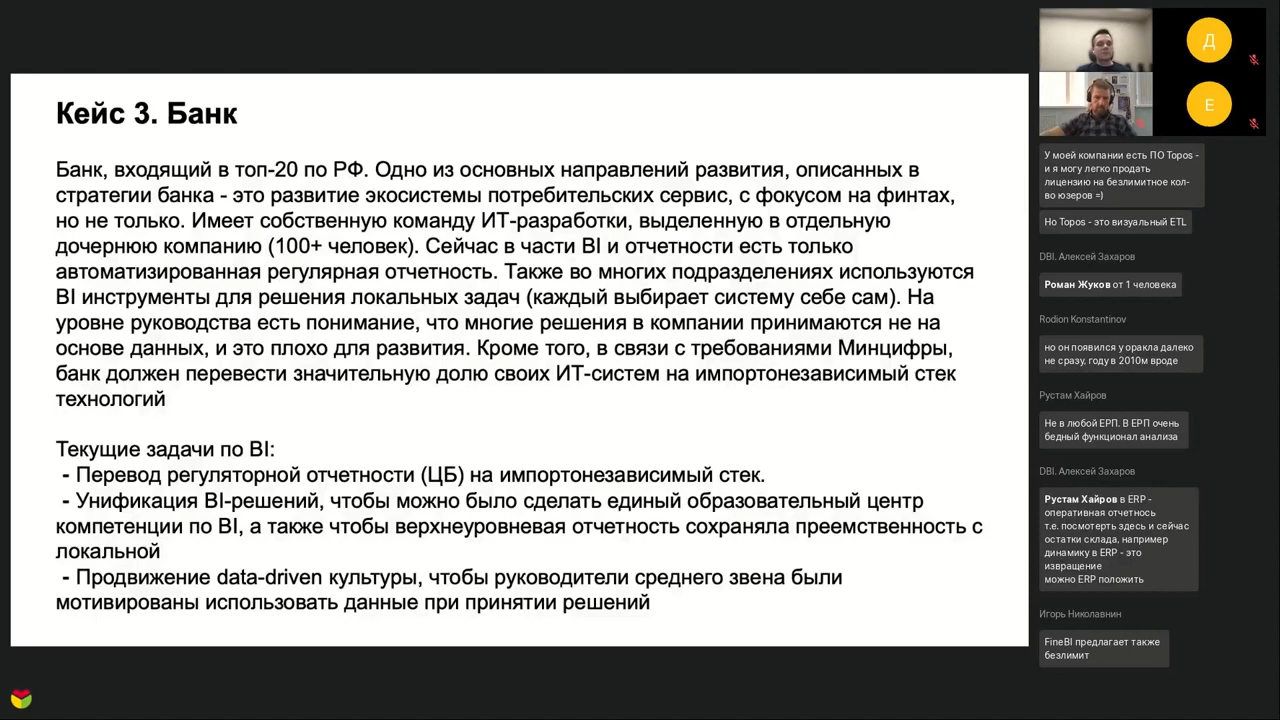 Кейс 3. Банк
Банк, входящий в топ-20 по РФ. Одно из основных направлений развития, описанных в
стратегии банка - это развитие экосистемы потребительских сервис, с фокусом на финтах,
но не только. Имеет собственную команду ИТ-разработки, выделенную в отдельную
дочернюю компанию (100+ человек). Сейчас в части BI и отчетности есть только
автоматизированная регулярная отчетность. Также во многих подразделениях используются
BI инструменты для решения локальных задач (каждый выбирает систему себе сам). На
уровне руководства есть понимание, что многие решения в компании принимаются не на
основе данных, и это плохо для развития. Кроме того, в связи с требованиями Минцифры,
банк должен перевести значительную долю своих ИТ-систем на импортонезависимый стек
технологий
Текущие задачи по BI:
- Перевод регуляторной отчетности (ЦБ) на импортонезависимый стек.
- Унификация BI-решений, чтобы можно было сделать единый образовательный центр
компетенции по BI, а также чтобы верхнеуровневая отчетность сохраняла преемственность с
локальной
- Продвижение data-driven культуры, чтобы руководители среднего звена были
мотивированы использовать данные при принятии решений
Д
Е
У моей компании есть ПО Topos -
и я могу легко продать
лицензию на безлимитное кол-
во юзеров =)
Но Topos - это визуальный ETL
DBI. Алексей Захаров
Роман Жуков от 1 человека
Rodion Konstantinov
но он появился у оракла далеко
не сразу, году в 2010м вроде
Рустам Хайров
Не в любой ЕРП. В ЕРП очень
бедный функционал анализа
DBI. Алексей Захаров
Рустам Хайров в ERP -
оперативная отчетнось
т.е. посмотерть здесь и сейчас
остатки склада, например
динамику в ERP - это
извращение
можно ERP положить
Игорь Николавнин
FineBI предлагает также
безлимит